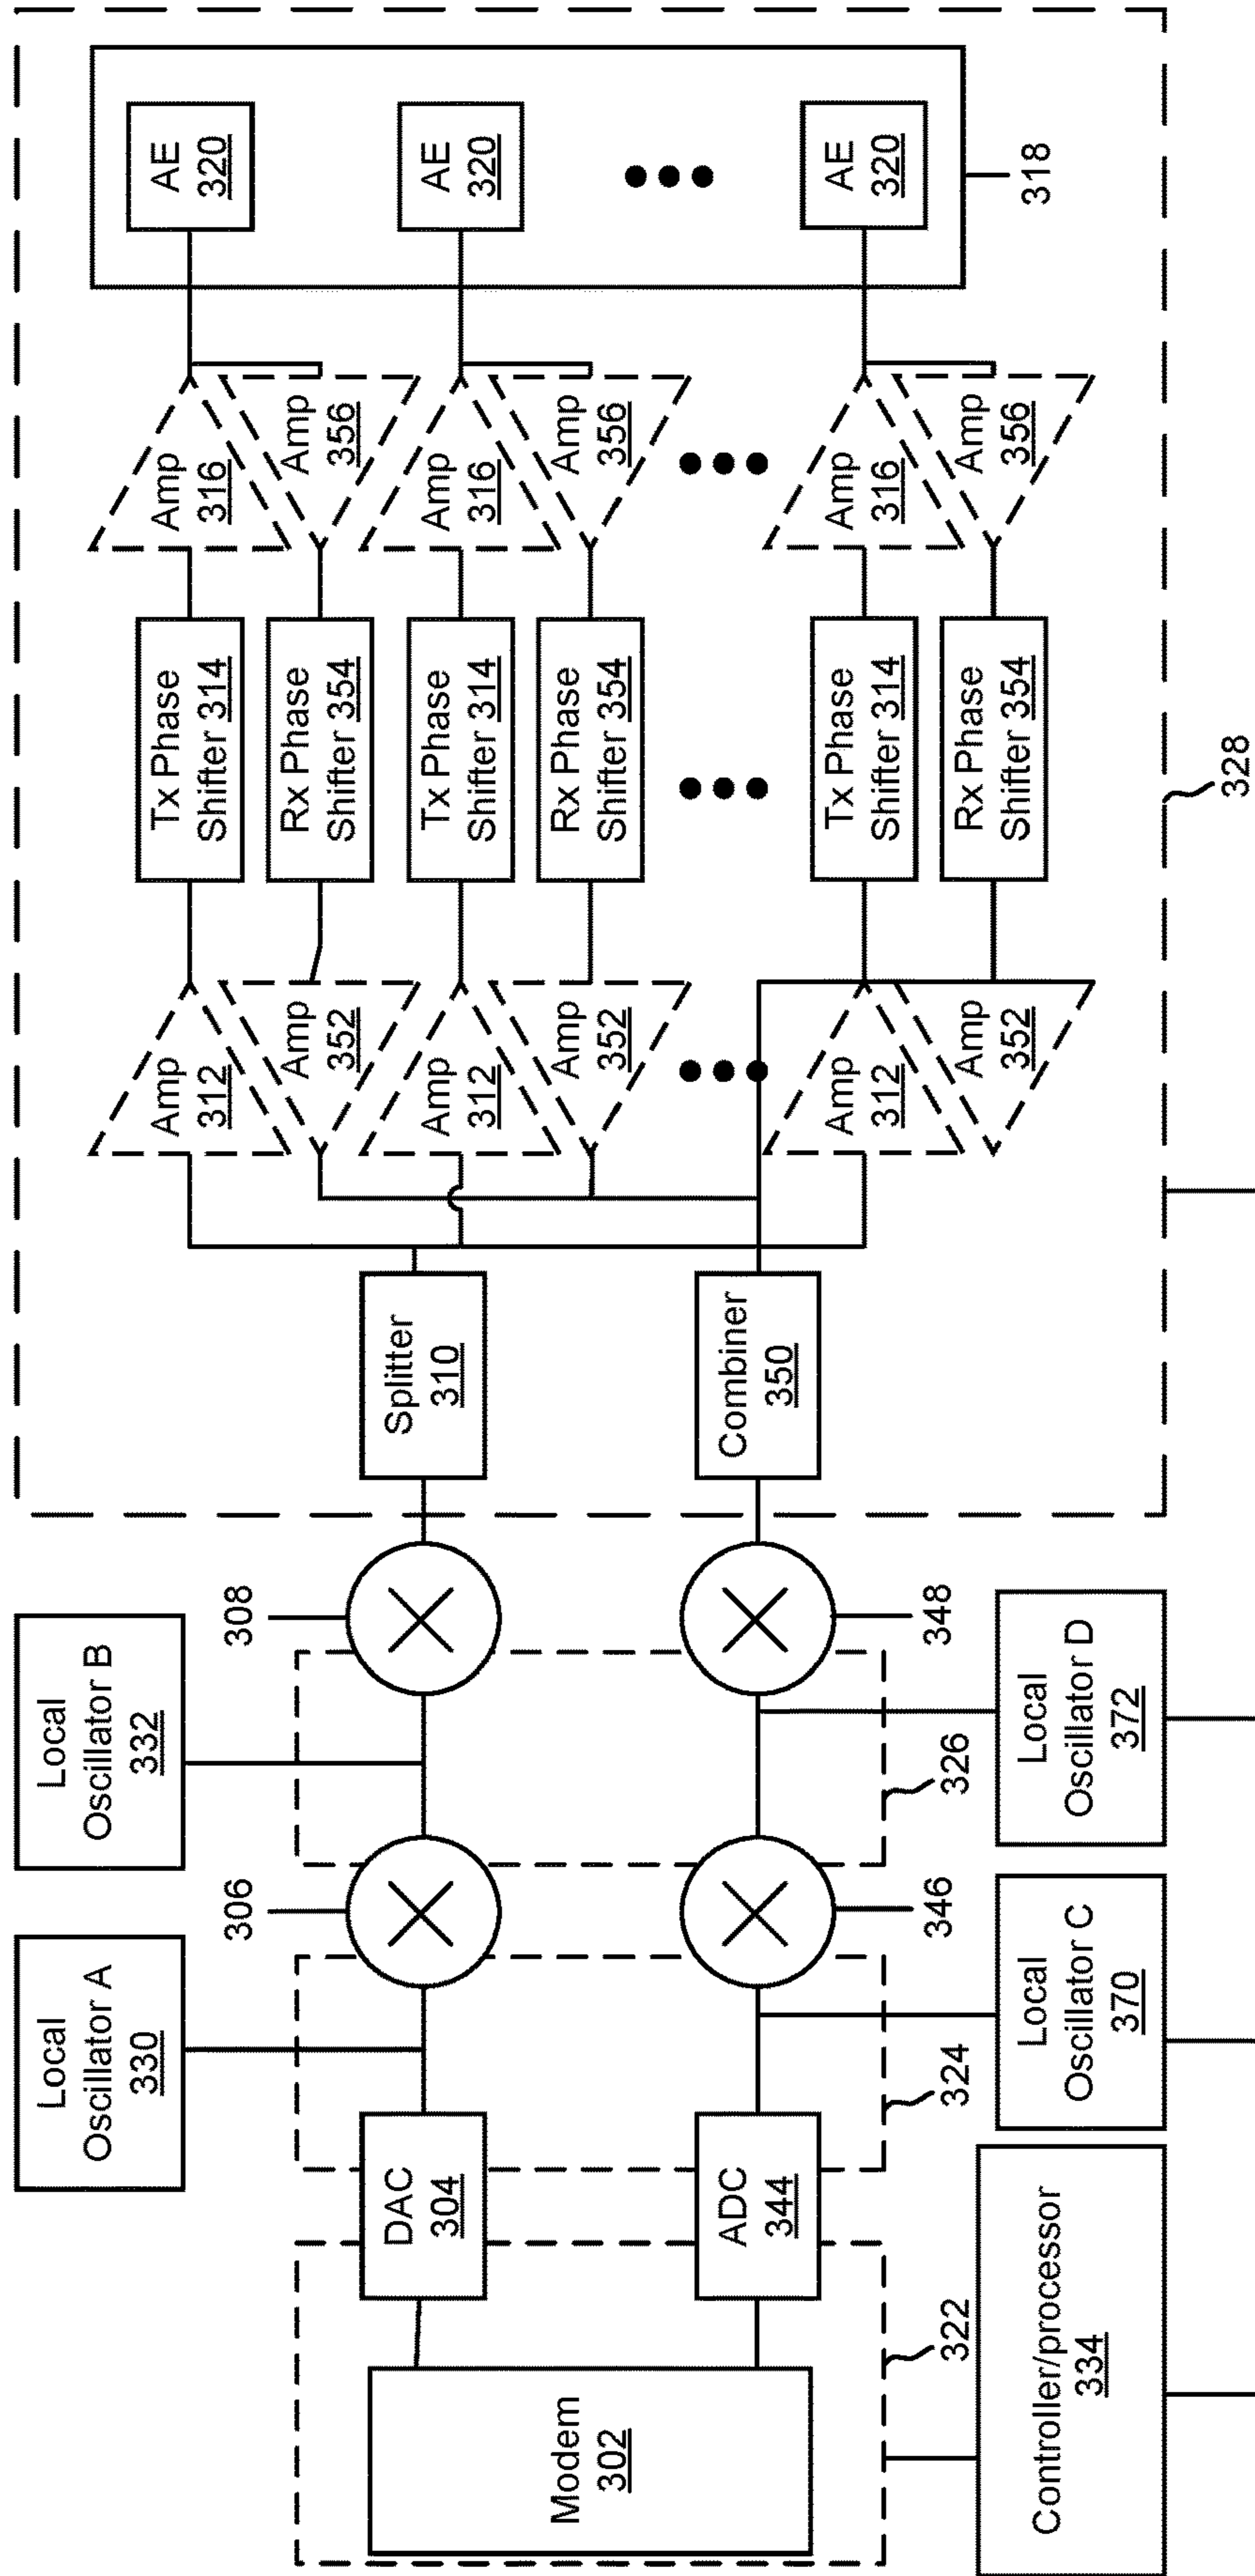 Local
Oscillator A
330
Local
Oscillator B
332
306
308
Modem
302
DAC
304
ADC
344
Splitter
310
Combiner
350
Amp
312
Amp
352
Amp
312
Amp
352
Amp
312
Amp
352
Tx Phase
Shifter 314
Rx Phase
Shifter 354
Tx Phase
Shifter 314
Rx Phase
Shifter 354
Tx Phase
Shifter 314
Rx Phase
Shifter 354
Amp
316
Amp
356
Amp
316
Amp
356
Amp
316
Amp
356
AE
320
AE
320
AE
320
318
322
324
346
326
348
328
Controller/processor
334
Local
Oscillator C
370
Local
Oscillator D
372